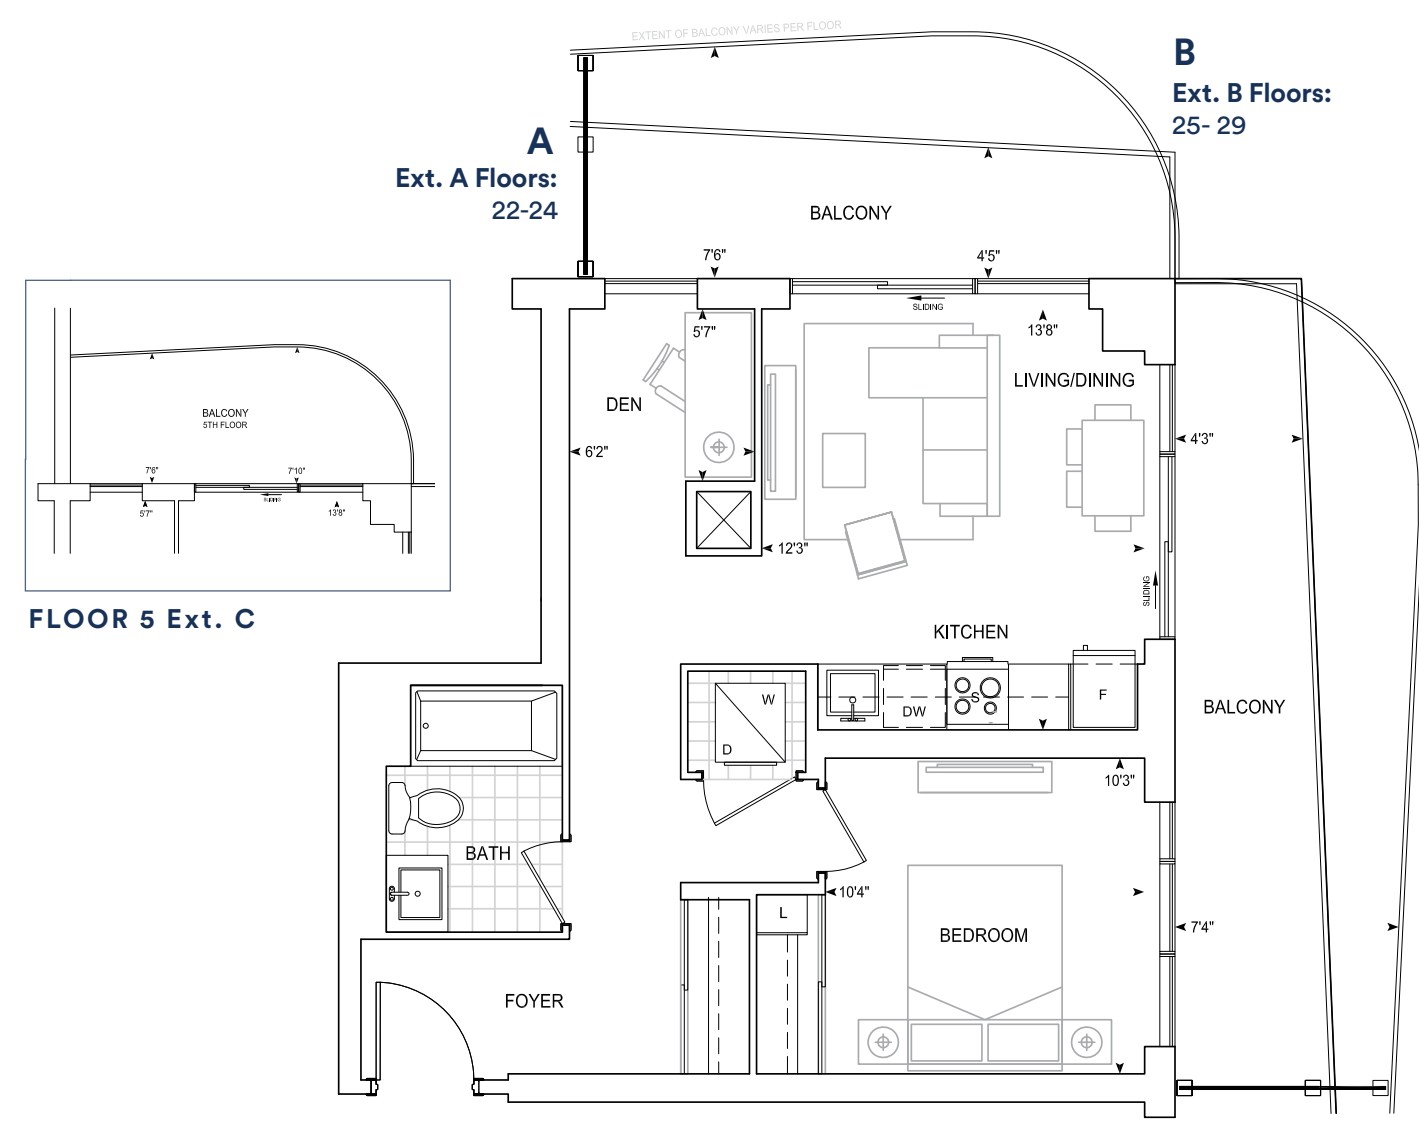 EXTENT OF BALCONY VARIES PER FLOOR
B
Ext. B Floors:
25- 29
A
Ext. A Floors:
22-24
BALCONY
7'6"
4'5"
SLIDING
5'7"
13'8"
LIVING/DINING
DEN
6'2"
4'3"
12'3"
SLIDING
KITCHEN
BALCONY
5TH FLOOR
7'6"
7'10"
SLIDING
5'7"
13'8"
FLOOR 5 Ext. C
W
D
DW
S
F
BALCONY
10'3"
BATH
10'4"
L
BEDROOM
7'4"
FOYER